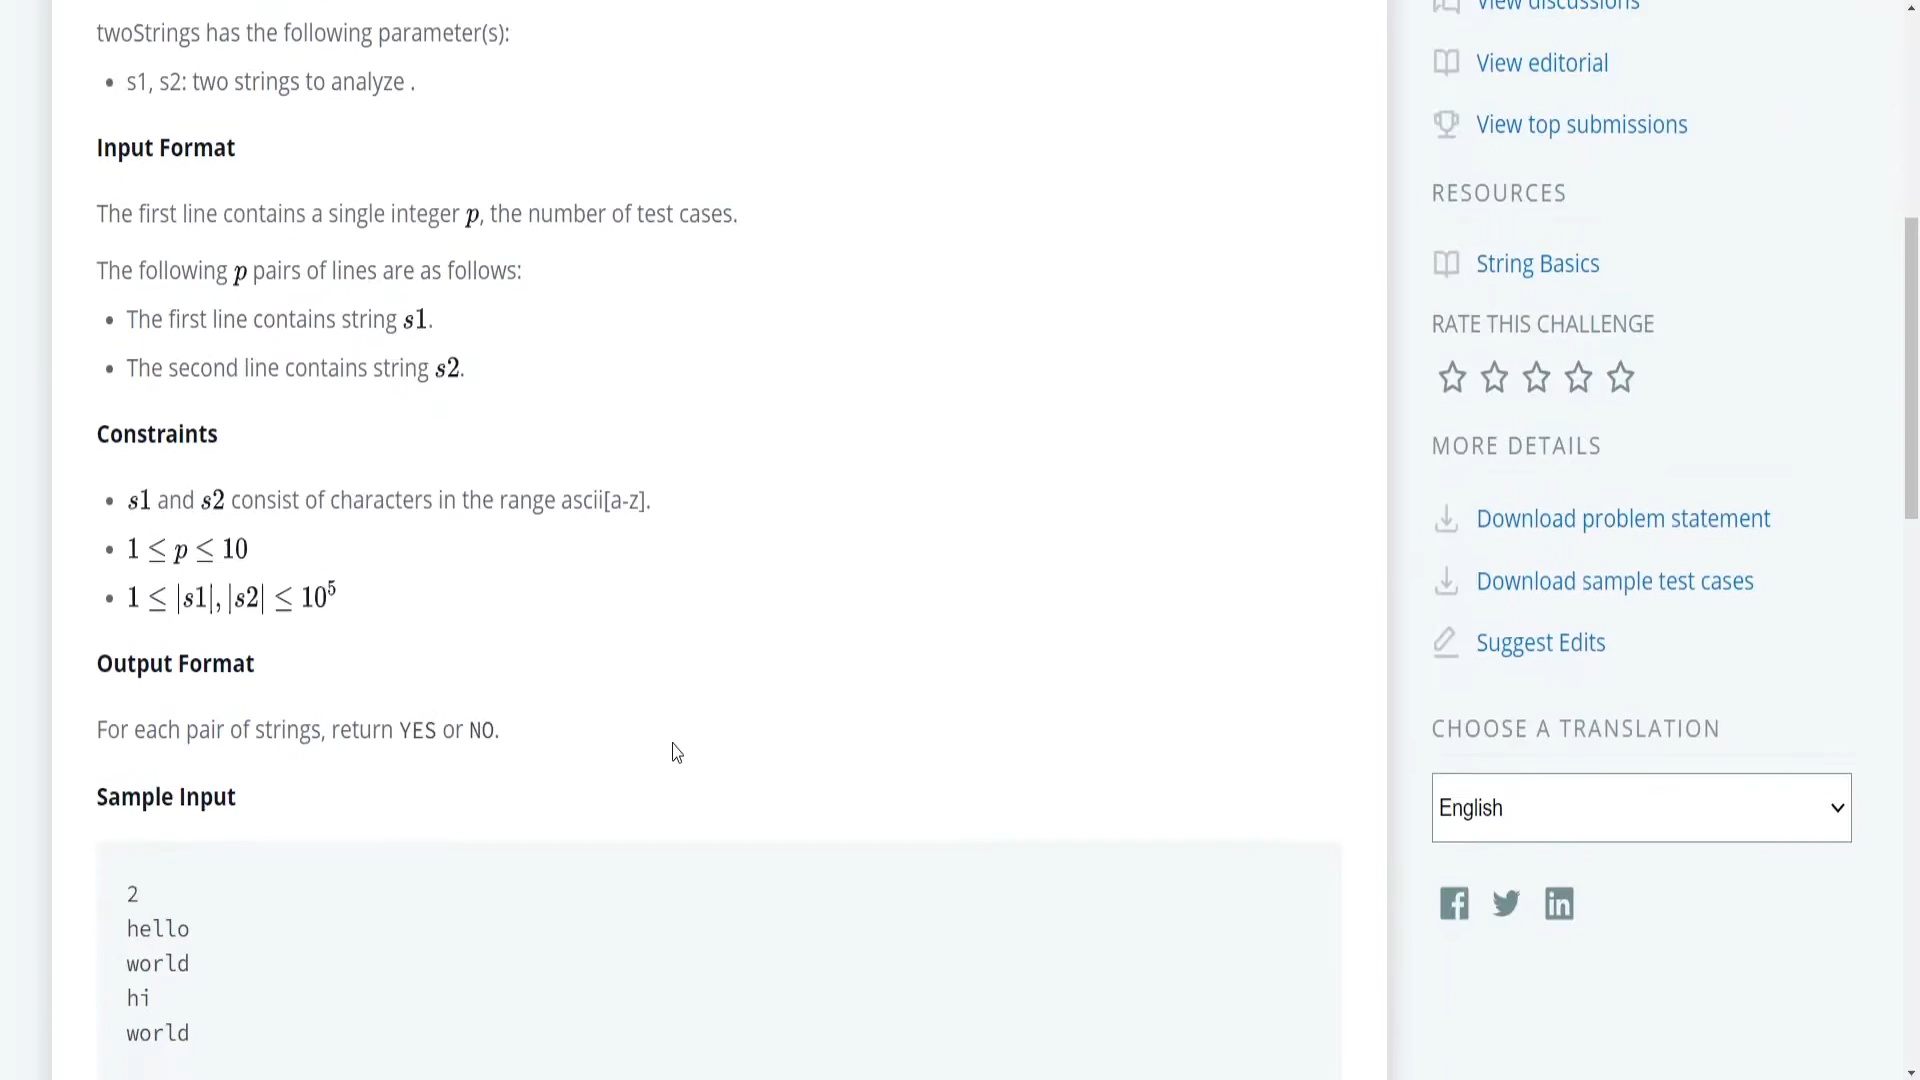 twoStrings has the following parameter(s):
• s1, s2: two strings to analyze .
Input Format
The first line contains a single integer p, the number of test cases.
The following p pairs of lines are as follows:
• The first line contains string s1.
• The second line contains string s2.
Constraints
• s1 and s2 consist of characters in the range ascii[a-z].
• 1 ≤ p ≤ 10
• 1 ≤ |s1|, |s2| ≤ 10⁵
Output Format
For each pair of strings, return YES or NO.
Sample Input
2
hello
world
hi
world
View discussions
View editorial
View top submissions
RESOURCES
String Basics
RATE THIS CHALLENGE
MORE DETAILS
Download problem statement
Download sample test cases
Suggest Edits
CHOOSE A TRANSLATION
English